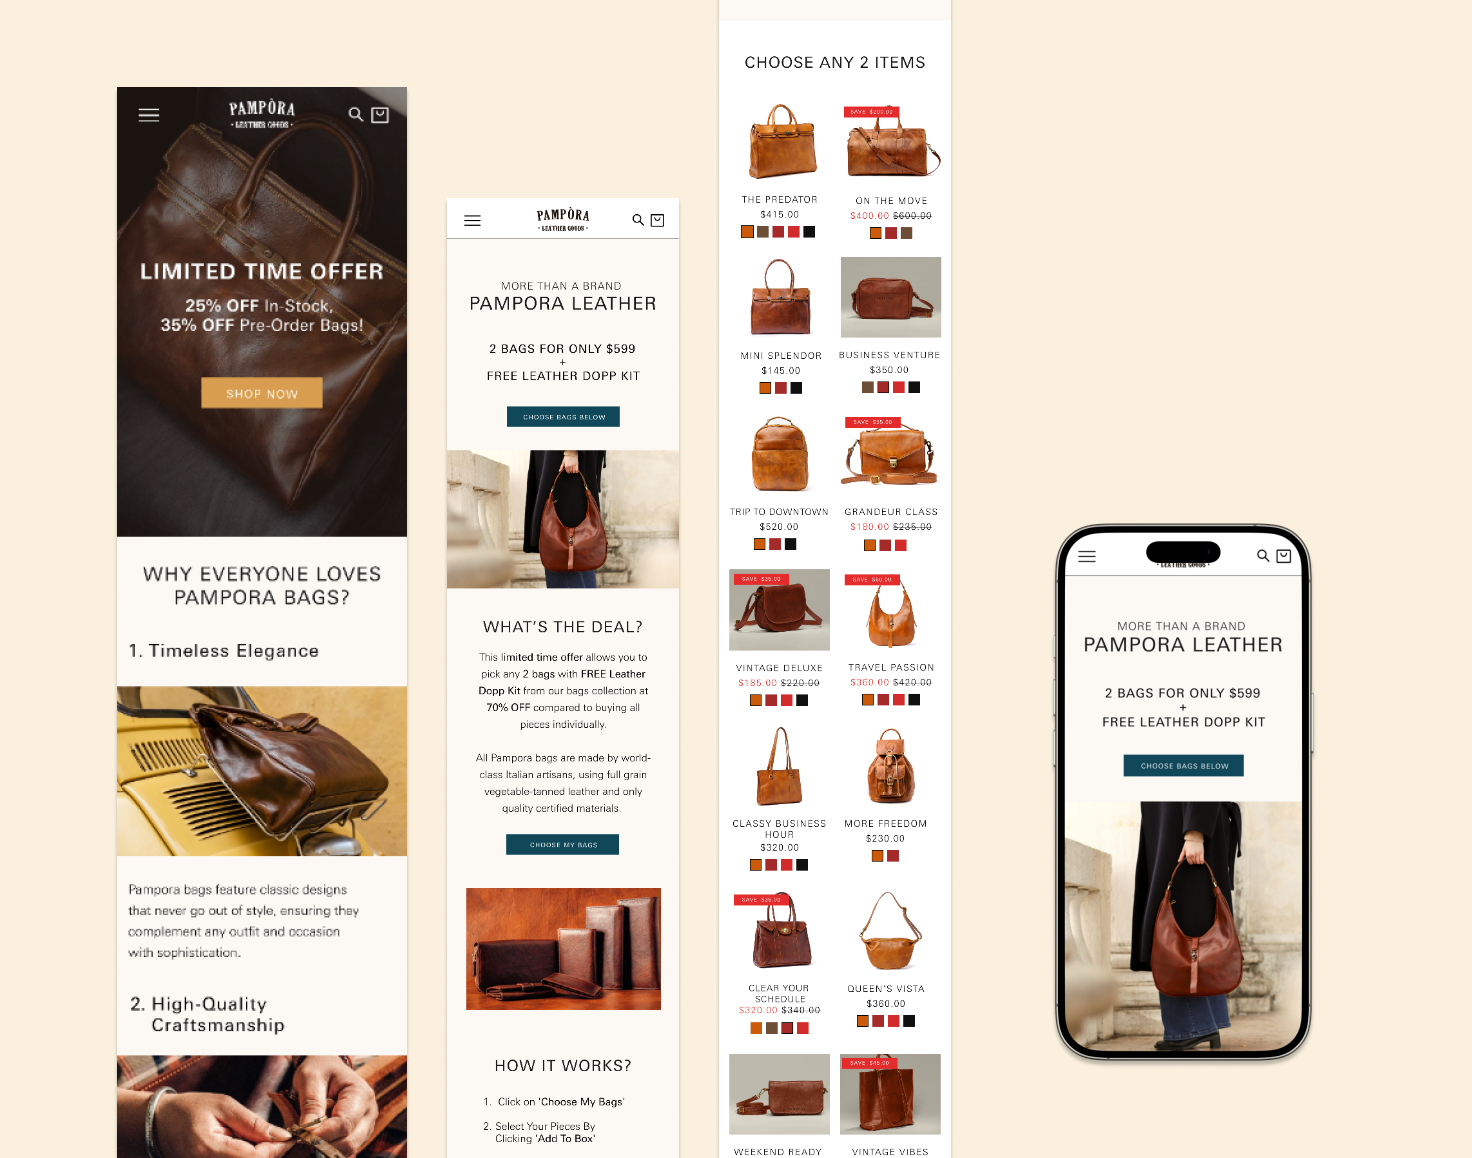 PAMPÒRA
• LEATHER GOODS •
LIMITED TIME OFFER
25% OFF In-Stock,
35% OFF Pre-Order Bags!
SHOP NOW
WHY EVERYONE LOVES
PAMPORA BAGS?
1. Timeless Elegance
Pampora bags feature classic designs
that never go out of style, ensuring they
complement any outfit and occasion
with sophistication.
2. High-Quality
Craftsmanship
PAMPÒRA
• LEATHER GOODS •
MORE THAN A BRAND
PAMPORA LEATHER
2 BAGS FOR ONLY $599
+
FREE LEATHER DOPP KIT
CHOOSE BAGS BELOW
WHAT'S THE DEAL?
This limited time offer allows you to
pick any 2 bags with FREE Leather
Dopp Kit from our bags collection at
70% OFF compared to buying all
pieces individually.
All Pampora bags are made by world-
class Italian artisans, using full grain
vegetable-tanned leather and only
quality certified materials.
CHOOSE MY BAGS
HOW IT WORKS?
1. Click on 'Choose My Bags'
2. Select Your Pieces By
Clicking 'Add To Box'
CHOOSE ANY 2 ITEMS
THE PREDATOR
$415.00
SAVE $200.00
ON THE MOVE
$400.00 $600.00
MINI SPLENDOR
$145.00
BUSINESS VENTURE
$350.00
TRIP TO DOWNTOWN
$520.00
SAVE $55.00
GRANDEUR CLASS
$180.00 $235.00
SAVE $35.00
VINTAGE DELUXE
$185.00 $220.00
SAVE $60.00
TRAVEL PASSION
$360.00 $420.00
CLASSY BUSINESS
HOUR
$320.00
MORE FREEDOM
$230.00
SAVE $35.00
CLEAR YOUR
SCHEDULE
$320.00 $340.00
QUEEN'S VISTA
$360.00
WEEKEND READY
SAVE $45.00
VINTAGE VIBES
LEATHER GOODS
MORE THAN A BRAND
PAMPORA LEATHER
2 BAGS FOR ONLY $599
+
FREE LEATHER DOPP KIT
CHOOSE BAGS BELOW